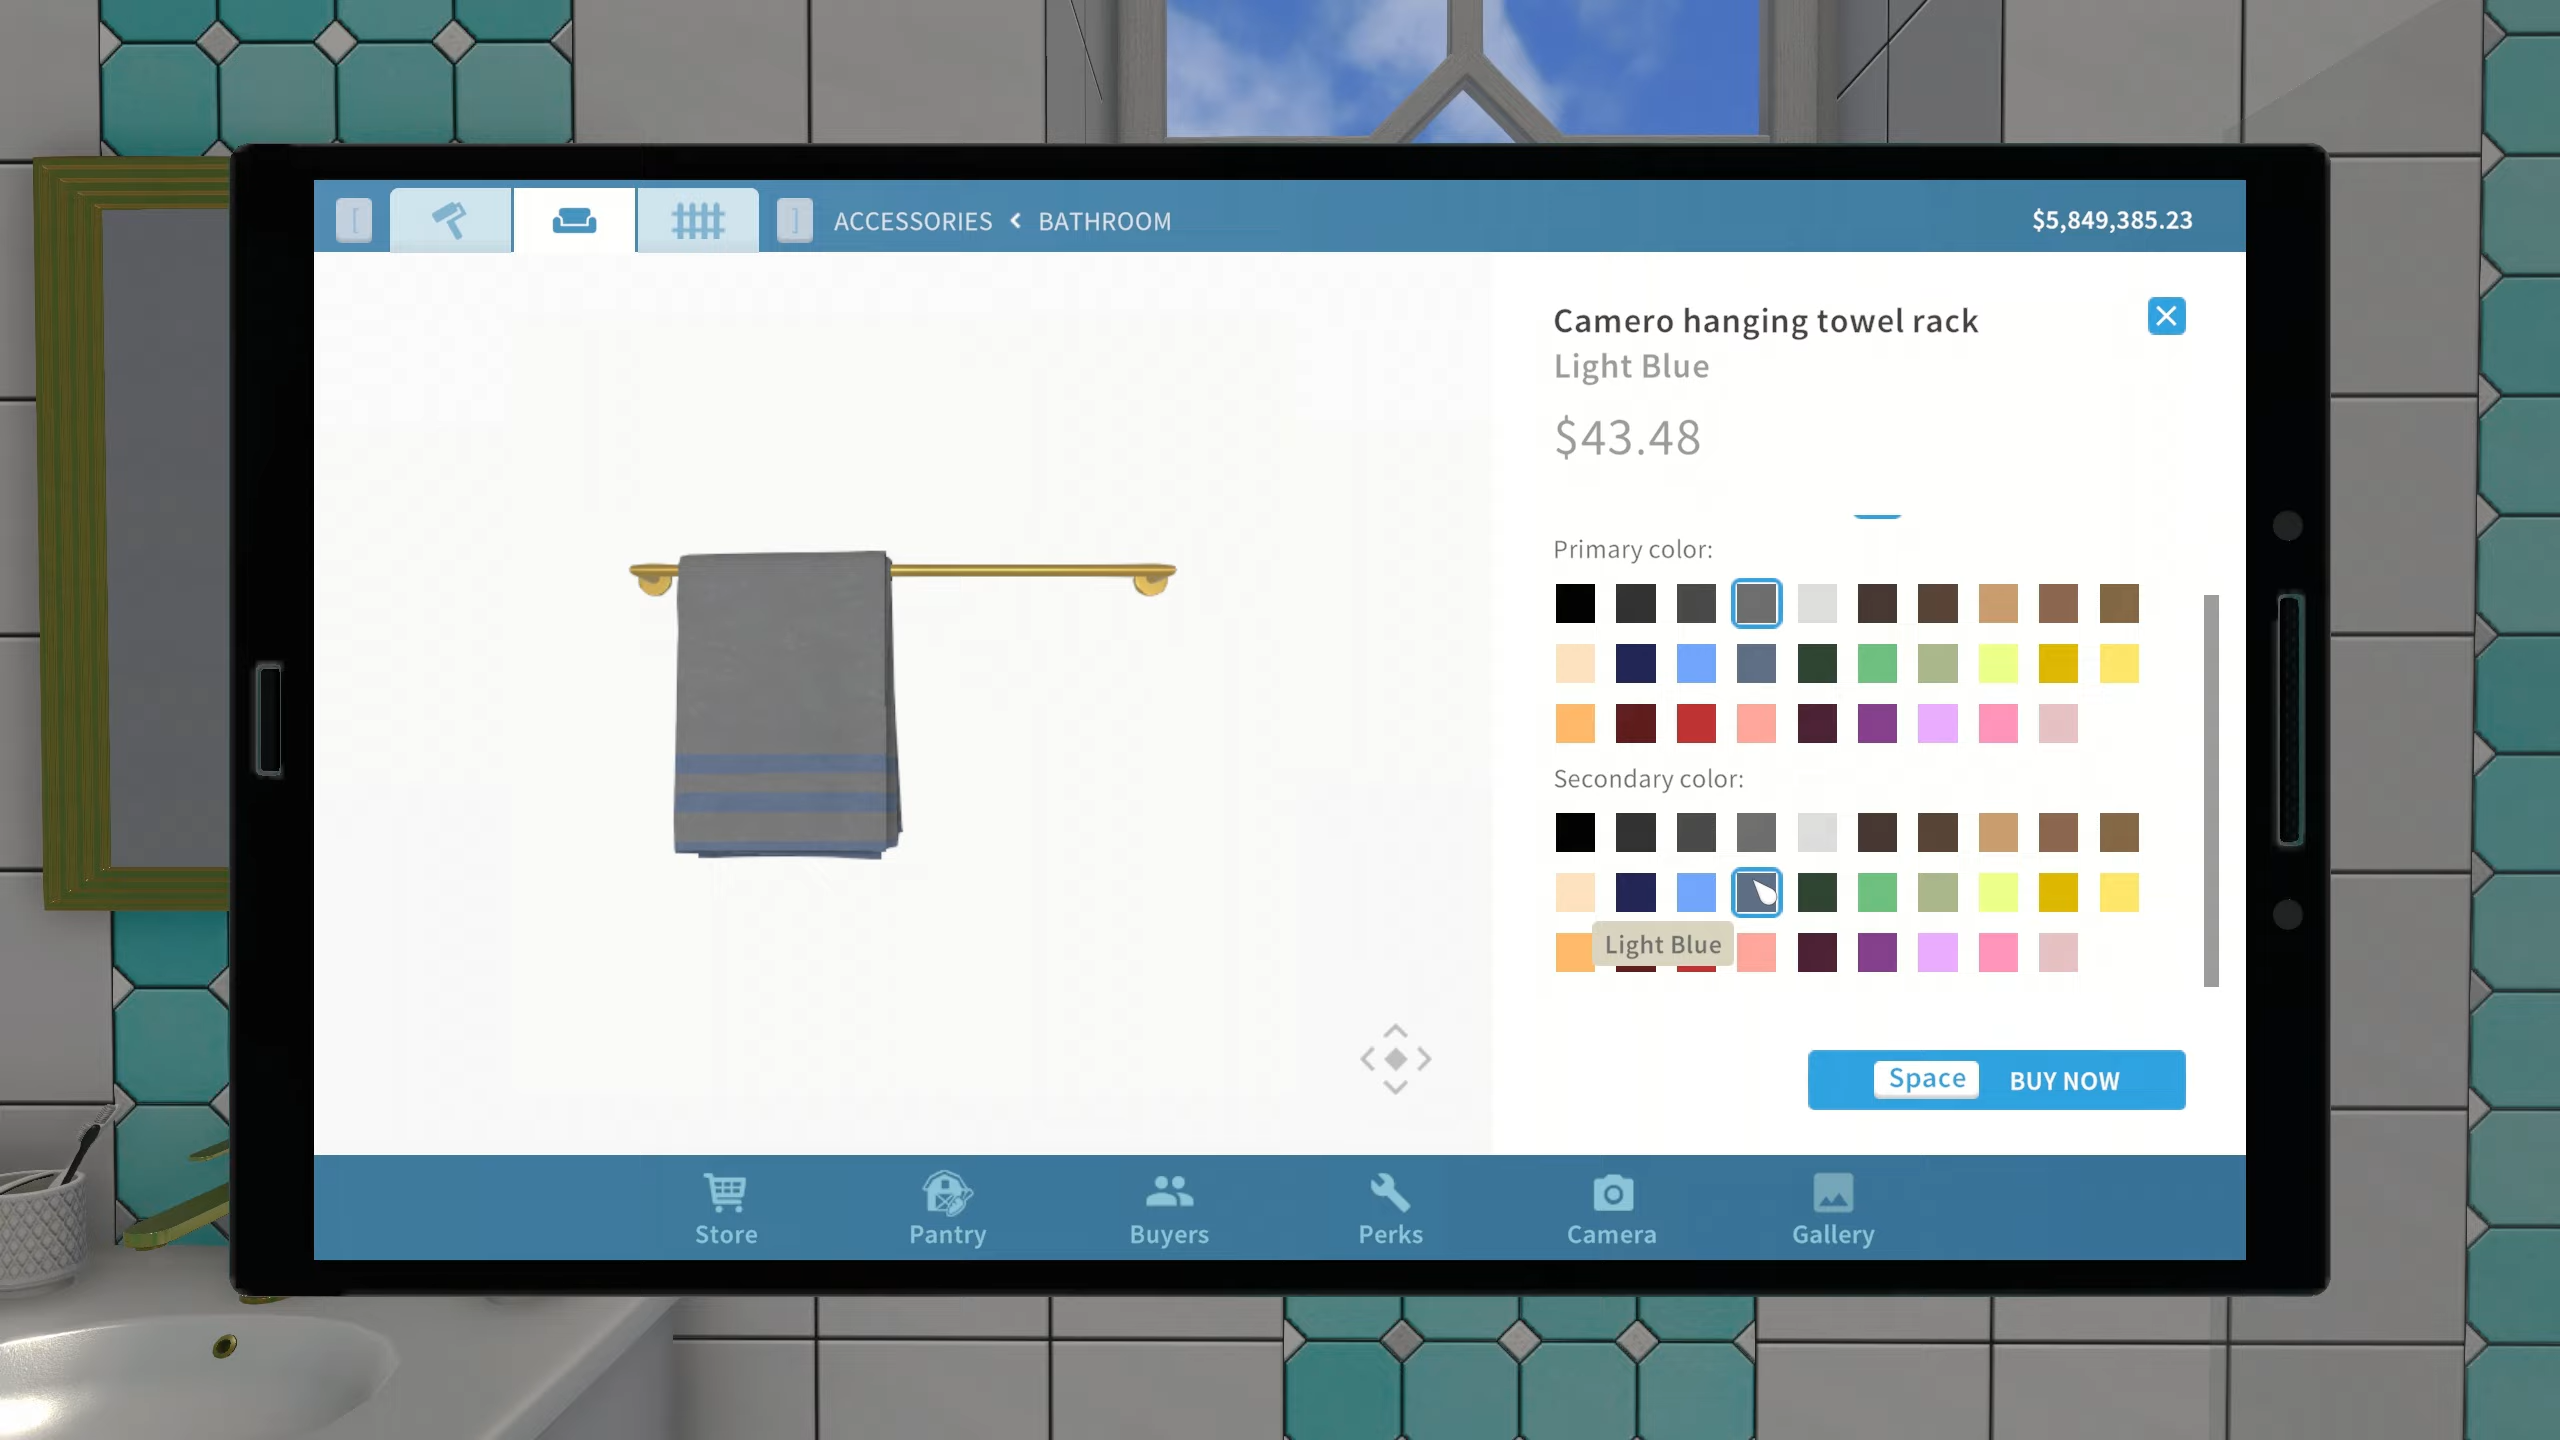 [
]
ACCESSORIES < BATHROOM
$5,849,385.23
Camero hanging towel rack
Light Blue
$43.48
Primary color:
Secondary color:
Light Blue
Space BUY NOW
Store
Pantry
Buyers
Perks
Camera
Gallery